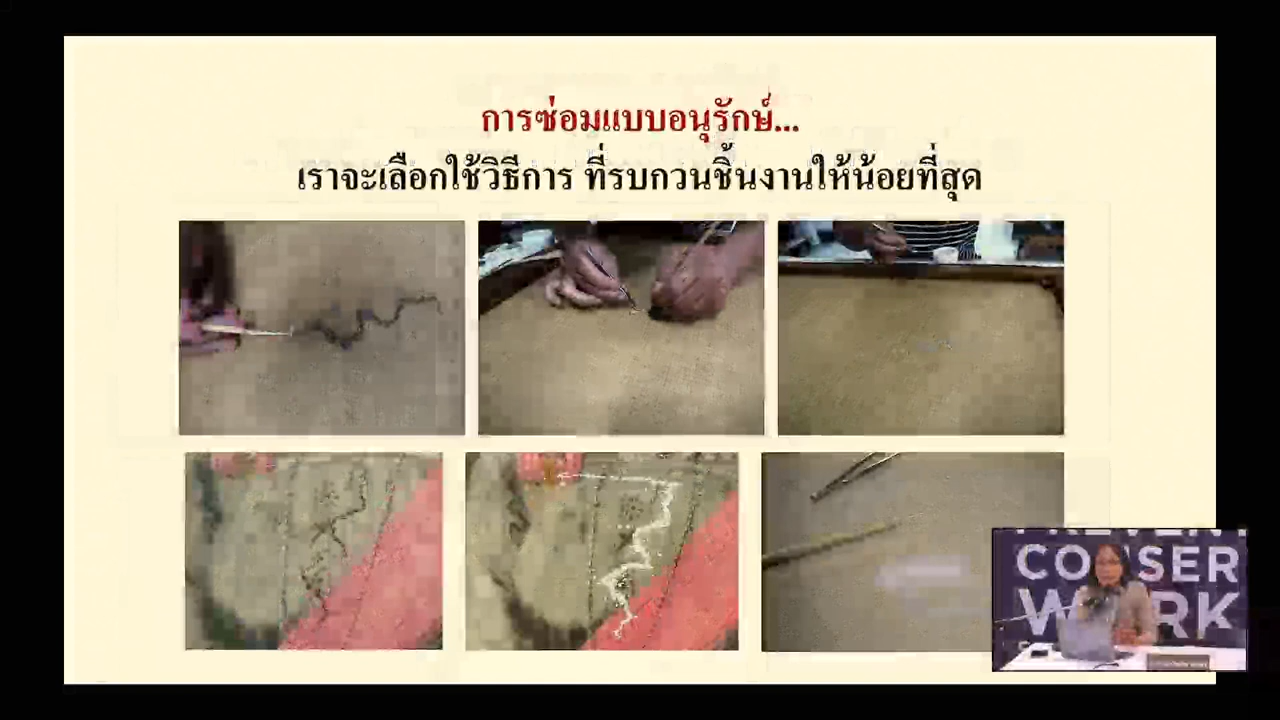 การซ่อมแบบอนุรักษ์...
เราจะเลือกใช้วิธีการ ที่รบกวนชิ้นงานให้น้อยที่สุด
PREVENT
CONSER
WORK